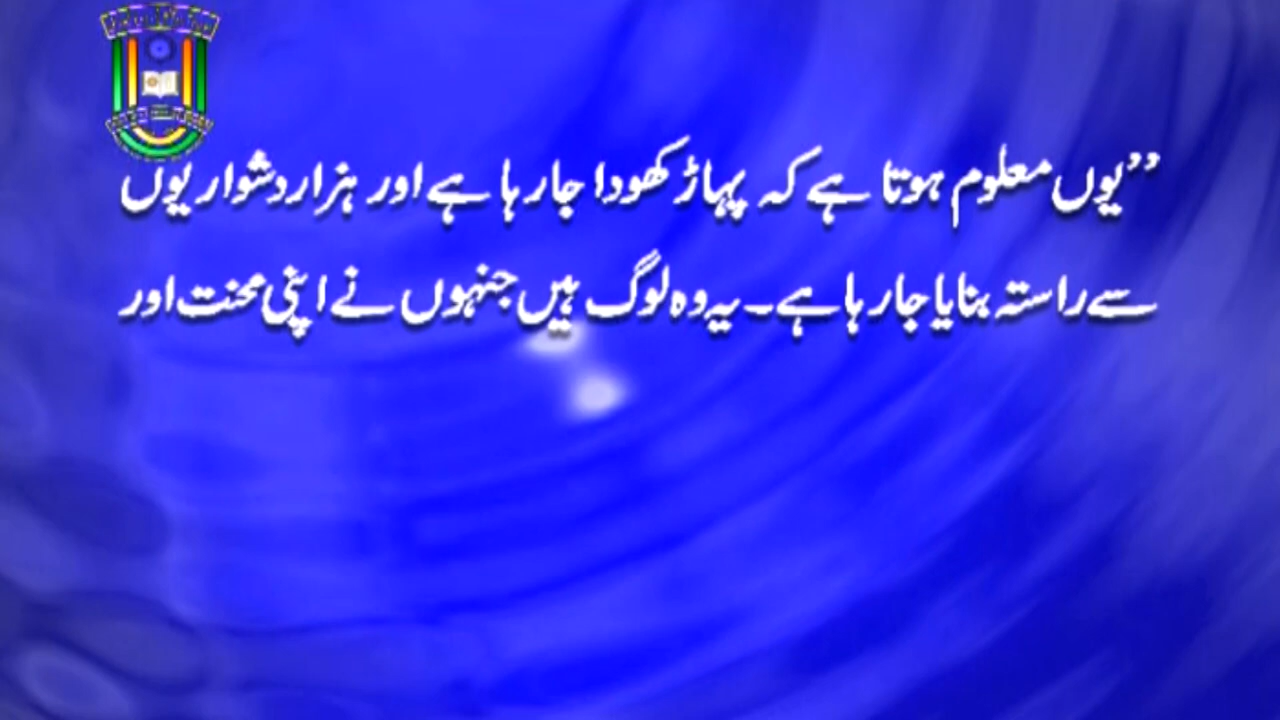 ’’یوں معلوم ہوتا ہے کہ پہاڑ کھودا جا رہا ہے اور ہزار دشواریوں
سے راستہ بنایا جا رہا ہے۔ یہ وہ لوگ ہیں جنہوں نے اپنی محنت اور